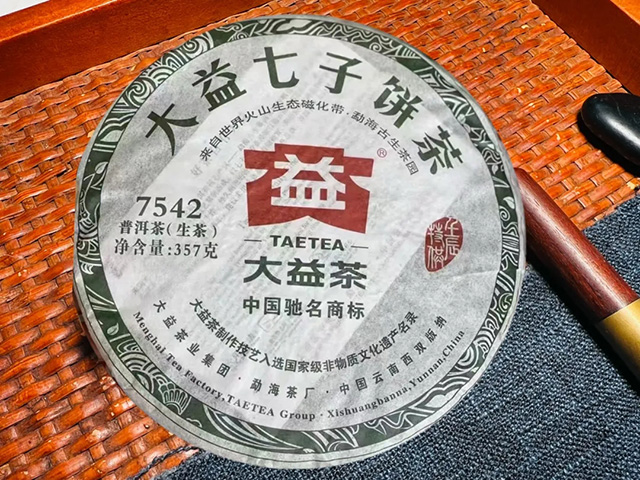 大益七子饼茶
来自世界火山生态磁化带·勐海古生茶园
益
®
7542
普洱茶(生茶)
净含量:357克
TAETEA
大益茶
中国驰名商标
大益茶制作技艺入选国家级非物质文化遗产名录
大益茶业集团·勐海茶厂·中国云南西双版纳
Menghai Tea Factory,TAETEA Group·Xishuangbanna,Yunnan,China